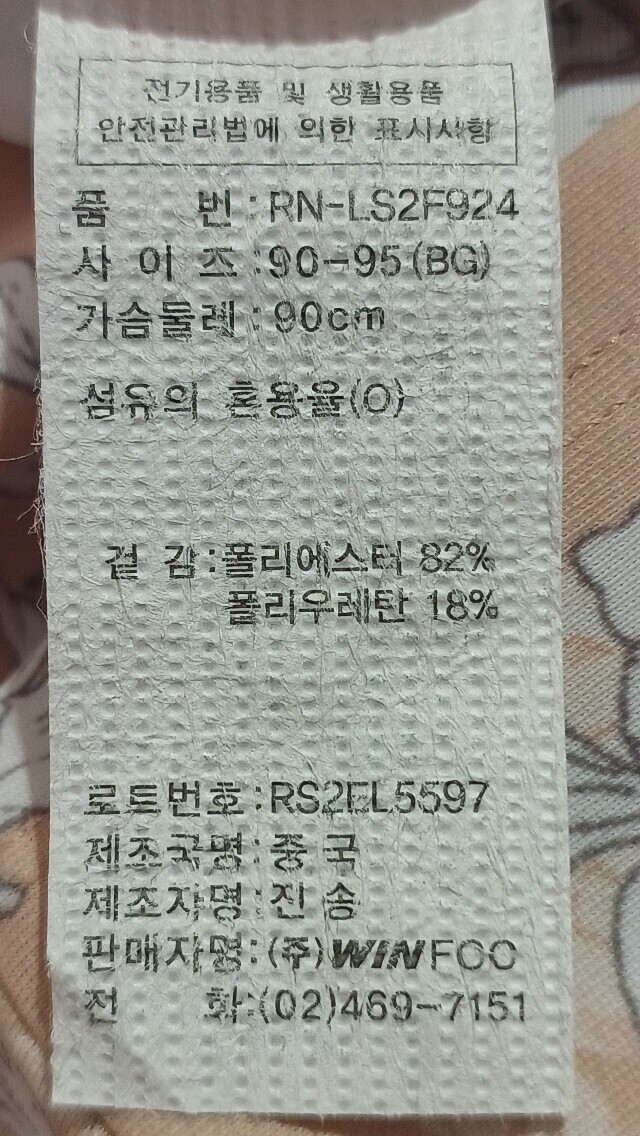 전기용품 및 생활용품
안전관리법에 의한 표시사항
품 번 : RN-LS2F924
사 이 즈 : 90-95 (BG)
가슴둘레 : 90cm
섬유의 혼용율(O)
겉 감 : 폴리에스터 82%
폴리우레탄 18%
로트번호 : RS2EL5597
제조국명 : 중 국
제조자명 : 진 송
판매자명 : (주)WINFOO
전 화 : (02)469-7151